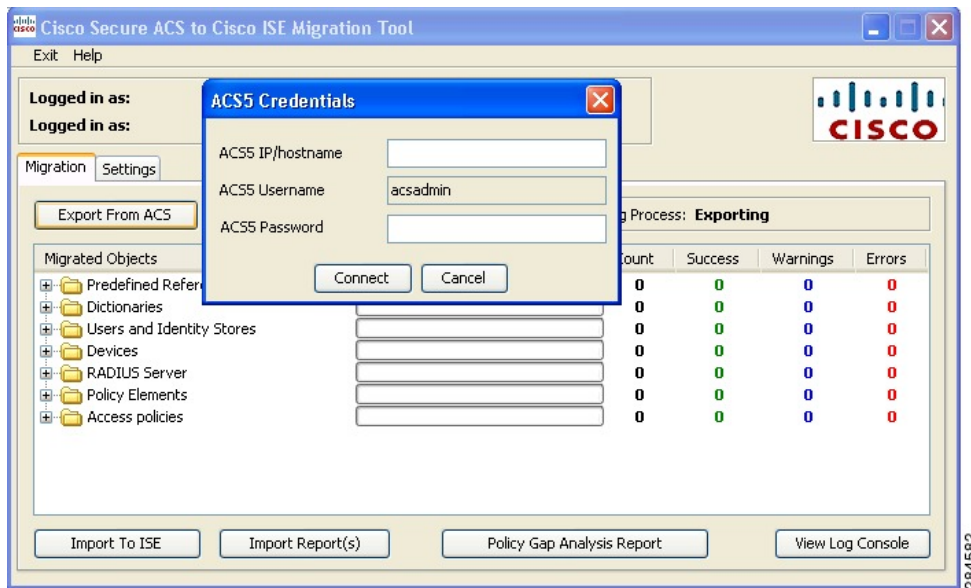 cisco Cisco Secure ACS to Cisco ISE Migration Tool
Exit Help
Logged in as:
Logged in as:
CISCO
ACS5 Credentials
ACS5 IP/hostname
ACS5 Username acsadmin
ACS5 Password
Connect Cancel
Migration Settings
Export From ACS Process: Exporting
Migrated Objects Success Warnings Errors
Predefined 0 0 0 0
Dictionaries 0 0 0 0
Users and Identity Stores 0 0 0 0
Devices 0 0 0 0
RADIUS Server 0 0 0 0
Policy Elements 0 0 0 0
Access policies 0 0 0 0
Import To ISE Import Report(s) Policy Gap Analysis Report View Log Console